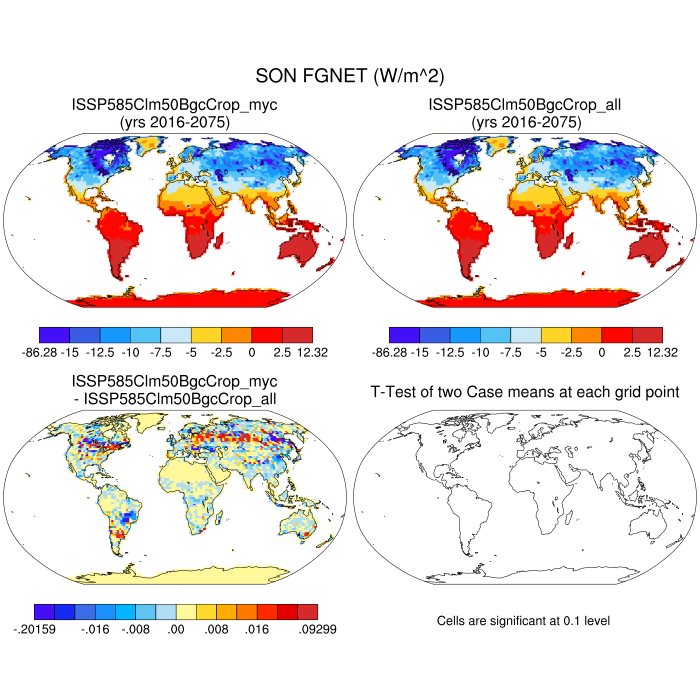 SON FGNET (W/m^2)
ISSP585Clm50BgcCrop_myc
(yrs 2016-2075)
ISSP585Clm50BgcCrop_all
(yrs 2016-2075)
-86.28 -15 -12.5 -10 -7.5 -5 -2.5 0 2.5 12.32
-86.28 -15 -12.5 -10 -7.5 -5 -2.5 0 2.5 12.32
ISSP585Clm50BgcCrop_myc
- ISSP585Clm50BgcCrop_all
T-Test of two Case means at each grid point
-.20159 -.016 -.008 .00 .008 .016 .09299
Cells are significant at 0.1 level